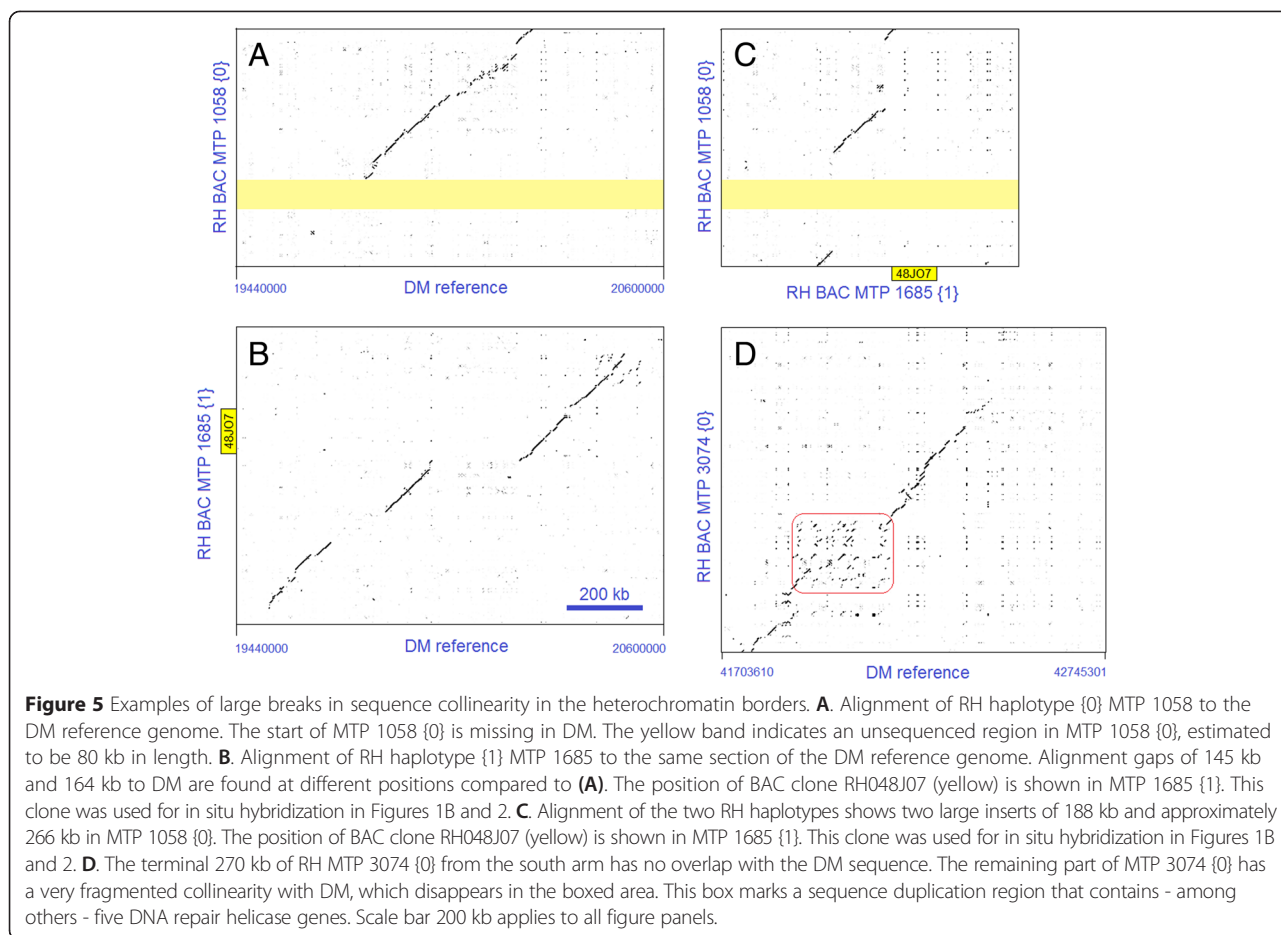 A
RH BAC MTP 1058 {0}
19440000
DM reference
20600000
C
RH BAC MTP 1058 {0}
48JO7
RH BAC MTP 1685 {1}
B
RH BAC MTP 1685 {1}
48JO7
200 kb
19440000
DM reference
20600000
D
RH BAC MTP 3074 {0}
41703610
DM reference
42745301
Figure 5 Examples of large breaks in sequence collinearity in the heterochromatin borders. A. Alignment of RH haplotype {0} MTP 1058 to the
DM reference genome. The start of MTP 1058 {0} is missing in DM. The yellow band indicates an unsequenced region in MTP 1058 {0}, estimated
to be 80 kb in length. B. Alignment of RH haplotype {1} MTP 1685 to the same section of the DM reference genome. Alignment gaps of 145 kb
and 164 kb to DM are found at different positions compared to (A). The position of BAC clone RH048J07 (yellow) is shown in MTP 1685 {1}. This
clone was used for in situ hybridization in Figures 1B and 2. C. Alignment of the two RH haplotypes shows two large inserts of 188 kb and approximately
266 kb in MTP 1058 {0}. The position of BAC clone RH048J07 (yellow) is shown in MTP 1685 {1}. This clone was used for in situ hybridization in Figures 1B
and 2. D. The terminal 270 kb of RH MTP 3074 {0} from the south arm has no overlap with the DM sequence. The remaining part of MTP 3074 {0} has
a very fragmented collinearity with DM, which disappears in the boxed area. This box marks a sequence duplication region that contains - among
others - five DNA repair helicase genes. Scale bar 200 kb applies to all figure panels.